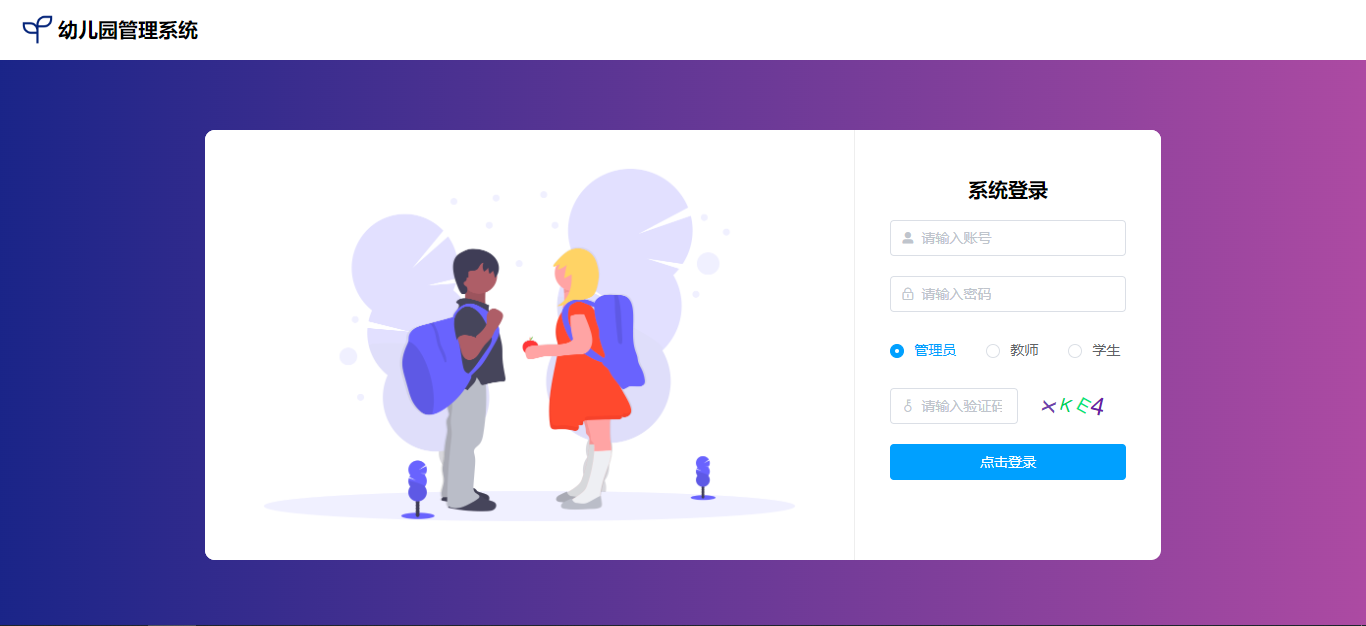 幼儿园管理系统
系统登录
请输入账号
请输入密码
管理员 教师 学生
请输入验证码 xKE4
点击登录